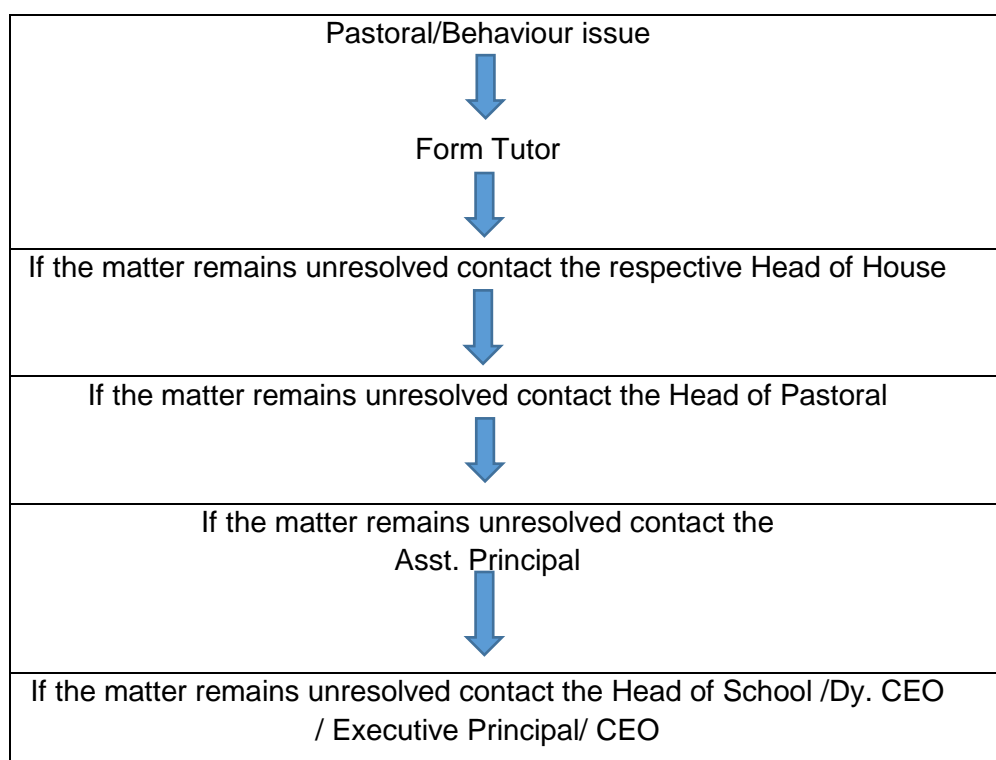 Pastoral/Behaviour issue
Form Tutor
If the matter remains unresolved contact the respective Head of House
If the matter remains unresolved contact the Head of Pastoral
If the matter remains unresolved contact the
Asst. Principal
If the matter remains unresolved contact the Head of School /Dy. CEO
/ Executive Principal/ CEO